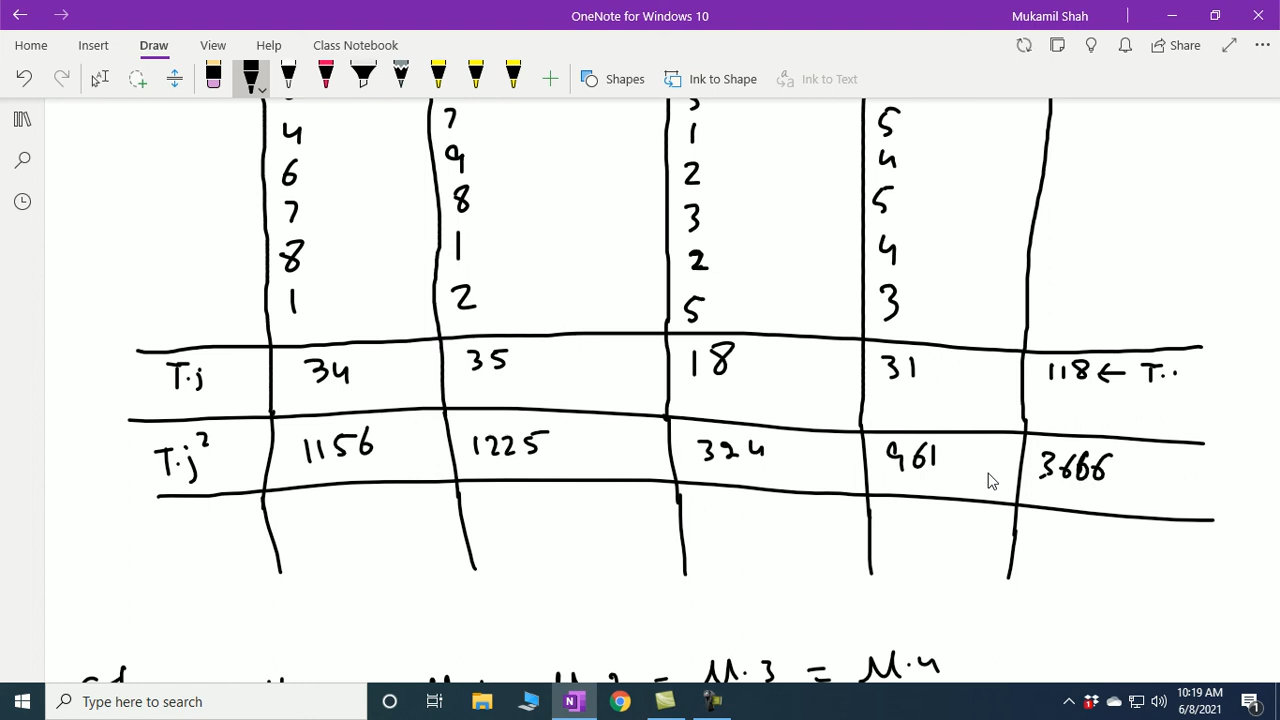 OneNote for Windows 10
Mukamil Shah
Home Insert Draw View Help Class Notebook
Share
Shapes
Ink to Shape
Ink to Text
4 7 1 5
6 9 2 4
7 8 3 5
8 1 2 4
1 2 5 3
T.j 34 35 18 31 118 ← T..
T.j² 1156 1225 324 961 3666
M.3 = M.4
Type here to search
10:19 AM
6/8/2021